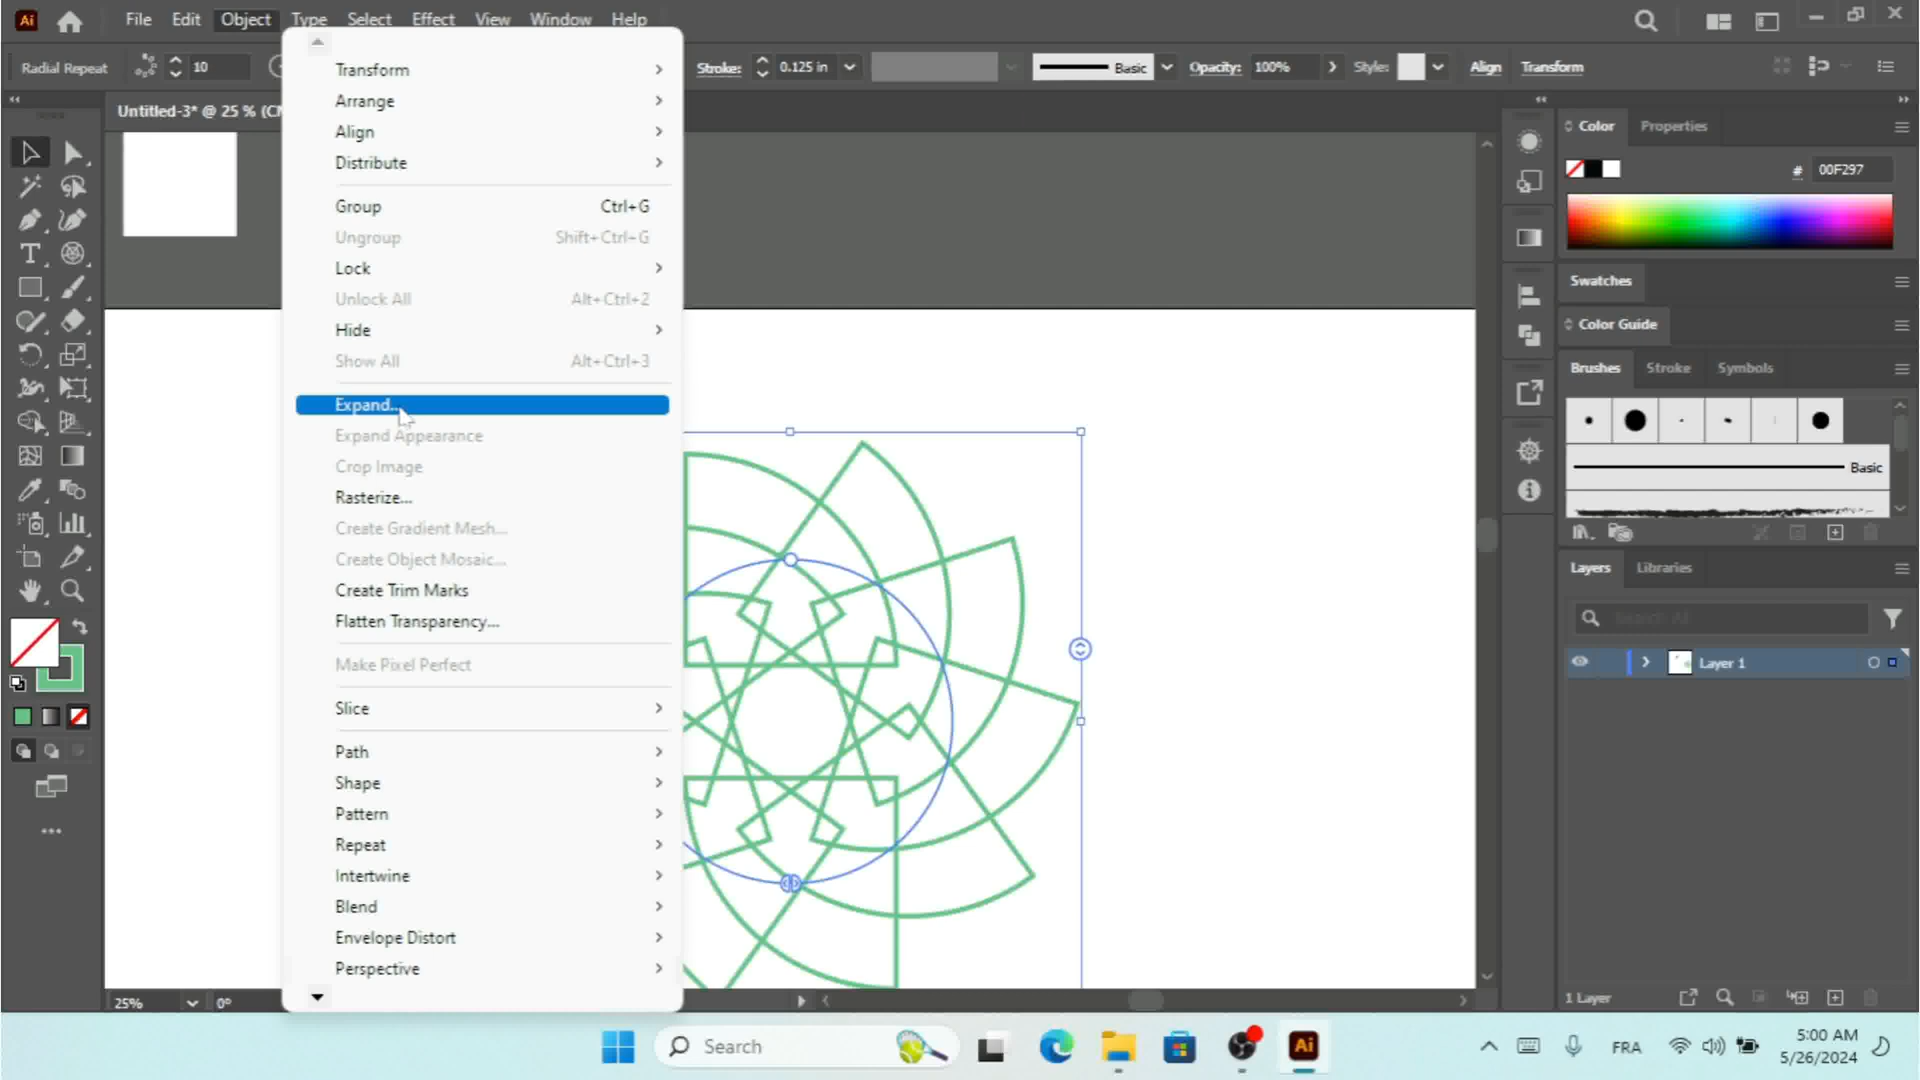 Ai File Edit Object Type Select Effect View Window Help
Radial Repeat 10 Stroke: 0.125 in Basic Opacity: 100% Style: Align Transform
Untitled-3* @ 25 % (CM
Transform
Arrange
Align
Distribute
Group Ctrl+G
Ungroup Shift+Ctrl+G
Lock
Unlock All Alt+Ctrl+2
Hide
Show All Alt+Ctrl+3
Expand...
Expand Appearance
Crop Image
Rasterize...
Create Gradient Mesh...
Create Object Mosaic...
Create Trim Marks
Flatten Transparency...
Make Pixel Perfect
Slice
Path
Shape
Pattern
Repeat
Intertwine
Blend
Envelope Distort
Perspective
Color Properties
# 00F297
Swatches
Color Guide
Brushes Stroke Symbols
Basic
Layers Libraries
Search All
Layer 1
1 Layer
25% 0°
Search
Ai
FRA
5:00 AM
5/26/2024